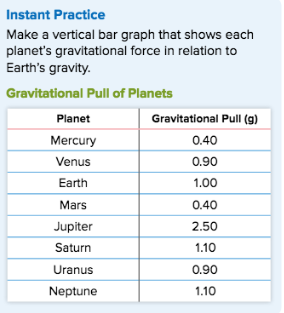 Instant Practice
Make a vertical bar graph that shows each
planet's gravitational force in relation to
Earth's gravity.
Gravitational Pull of Planets
Planet Gravitational Pull (g)
Mercury 0.40
Venus 0.90
Earth 1.00
Mars 0.40
Jupiter 2.50
Saturn 1.10
Uranus 0.90
Neptune 1.10